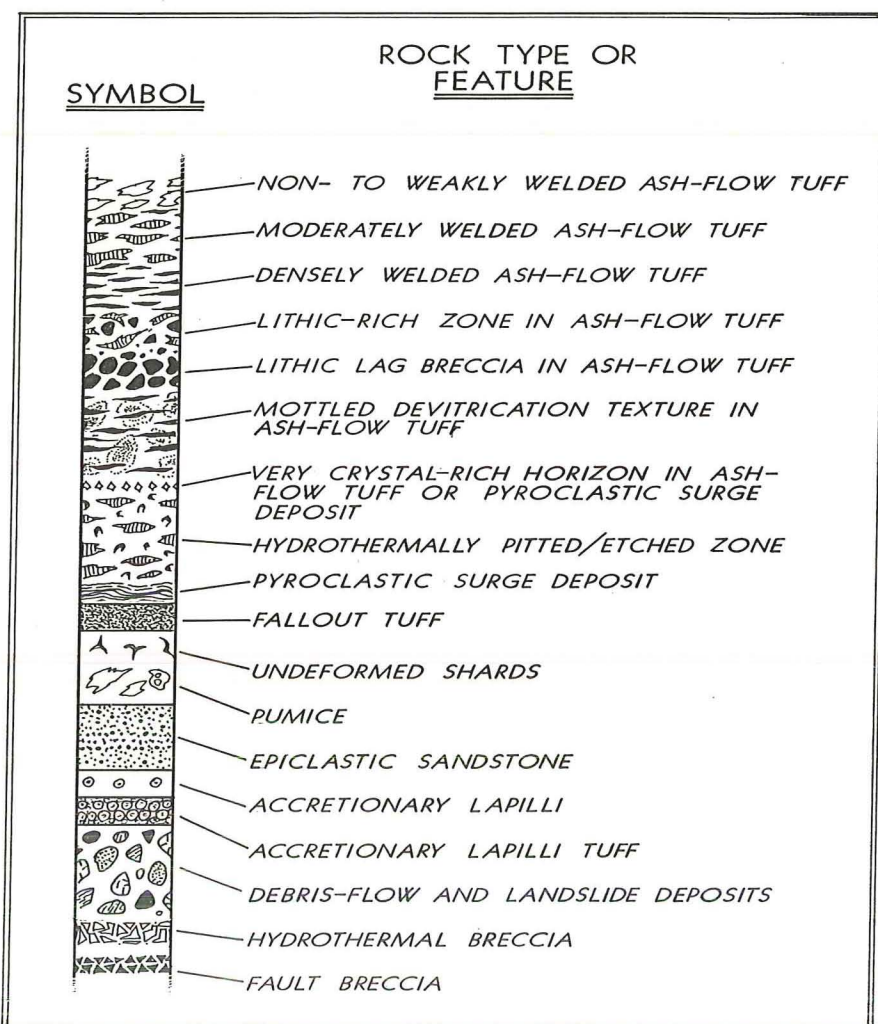 ROCK TYPE OR
FEATURE
SYMBOL
NON- TO WEAKLY WELDED ASH-FLOW TUFF
MODERATELY WELDED ASH-FLOW TUFF
DENSELY WELDED ASH-FLOW TUFF
LITHIC-RICH ZONE IN ASH-FLOW TUFF
LITHIC LAG BRECCIA IN ASH-FLOW TUFF
MOTTLED DEVITRICATION TEXTURE IN
ASH-FLOW TUFF
VERY CRYSTAL-RICH HORIZON IN ASH-
FLOW TUFF OR PYROCLASTIC SURGE
DEPOSIT
HYDROTHERMALLY PITTED/ETCHED ZONE
PYROCLASTIC SURGE DEPOSIT
FALLOUT TUFF
UNDEFORMED SHARDS
PUMICE
EPICLASTIC SANDSTONE
ACCRETIONARY LAPILLI
ACCRETIONARY LAPILLI TUFF
DEBRIS-FLOW AND LANDSLIDE DEPOSITS
HYDROTHERMAL BRECCIA
FAULT BRECCIA